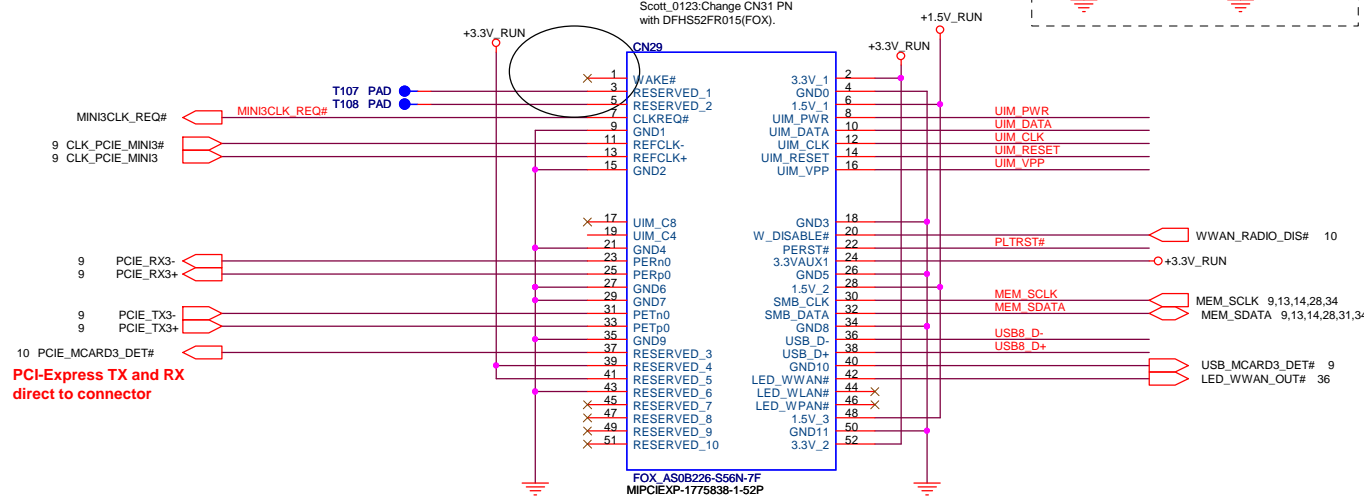 Scott_0123:Change CN31 PN
with DFHS52FR015(FOX).
+1.5V_RUN
+3.3V_RUN
+3.3V_RUN
CN29
1 WAKE# 3.3V_1 2
T107 PAD 3 RESERVED_1 GND0 4
T108 PAD 5 RESERVED_2 1.5V_1 6
MINI3CLK_REQ# MINI3CLK_REQ# 7 CLKREQ# UIM_PWR 8 UIM_PWR
9 GND1 UIM_DATA 10 UIM_DATA
9 CLK_PCIE_MINI3# 11 REFCLK- UIM_CLK 12 UIM_CLK
9 CLK_PCIE_MINI3 13 REFCLK+ UIM_RESET 14 UIM_RESET
15 GND2 UIM_VPP 16 UIM_VPP
17 UIM_C8 GND3 18
19 UIM_C4 W_DISABLE# 20 WWAN_RADIO_DIS# 10
21 GND4 PERST# 22 PLTRST#
9 PCIE_RX3- 23 PERn0 3.3VAUX1 24 +3.3V_RUN
9 PCIE_RX3+ 25 PERp0 GND5 26
27 GND6 1.5V_2 28
29 GND7 SMB_CLK 30 MEM_SCLK MEM_SCLK 9,13,14,28,34
9 PCIE_TX3- 31 PETn0 SMB_DATA 32 MEM_SDATA MEM_SDATA 9,13,14,28,31,34
9 PCIE_TX3+ 33 PETp0 GND8 34
35 GND9 USB_D- 36 USB8_D-
10 PCIE_MCARD3_DET# 37 RESERVED_3 USB_D+ 38 USB8_D+
39 RESERVED_4 GND10 40 USB_MCARD3_DET# 9
41 RESERVED_5 LED_WWAN# 42 LED_WWAN_OUT# 36
43 RESERVED_6 LED_WLAN# 44
45 RESERVED_7 LED_WPAN# 46
47 RESERVED_8 1.5V_3 48
49 RESERVED_9 GND11 50
51 RESERVED_10 3.3V_2 52
PCI-Express TX and RX
direct to connector
FOX_AS0B226-S56N-7F
MIPCIEXP-1775838-1-52P